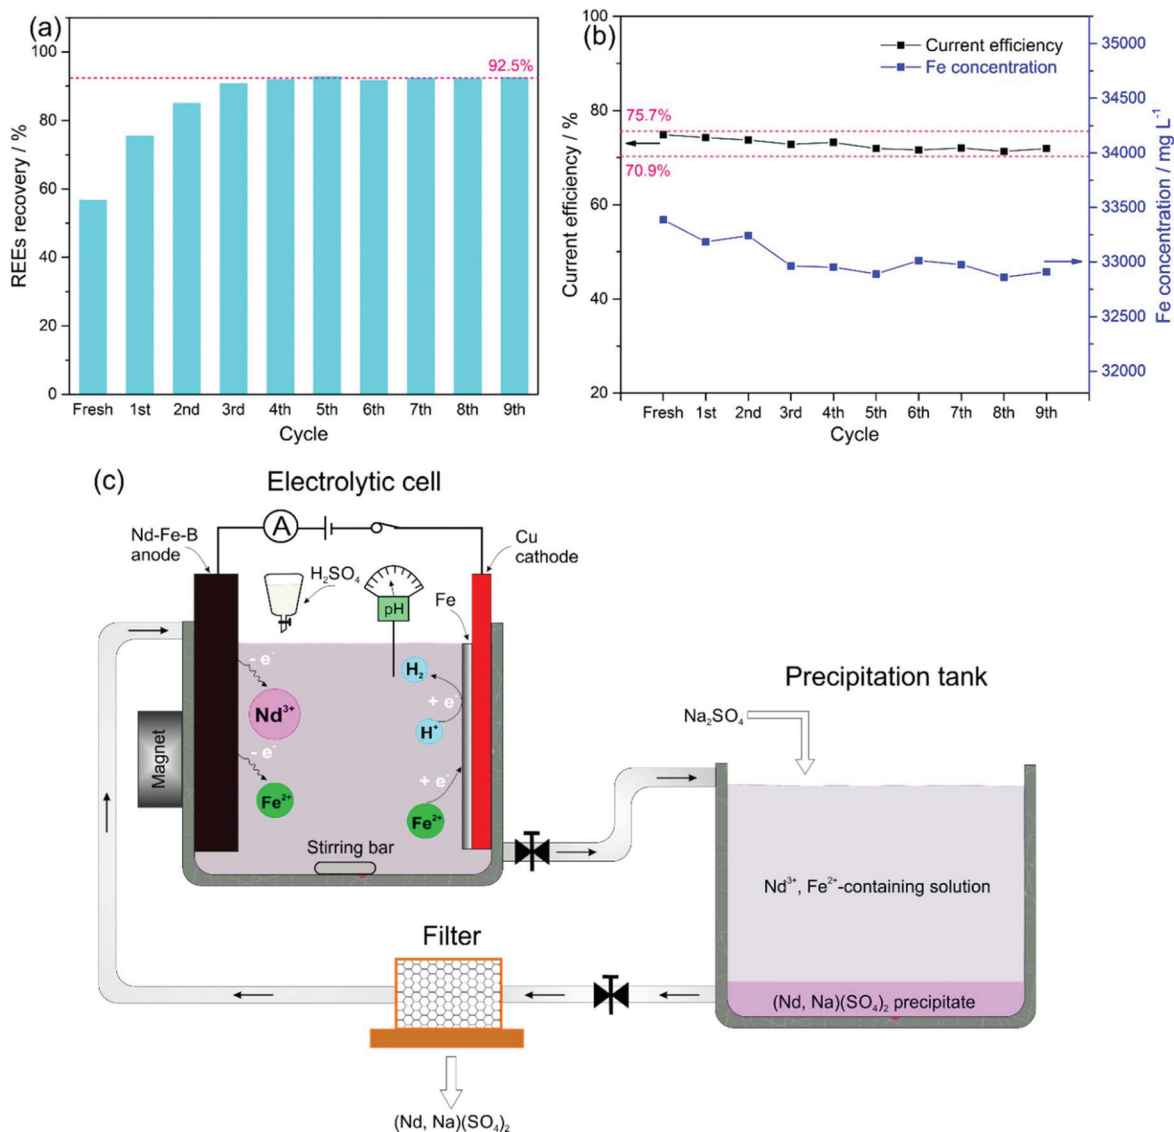 (a)
REEs recovery / %
100
80
60
40
20
0
92.5%
Fresh 1st 2nd 3rd 4th 5th 6th 7th 8th 9th
Cycle
(b)
Current efficiency / %
100
80
60
40
20
Current efficiency
Fe concentration
75.7%
70.9%
35000
34500
34000
33500
33000
32500
32000
Fe concentration / mg L⁻¹
Fresh 1st 2nd 3rd 4th 5th 6th 7th 8th 9th
Cycle
(c)
Electrolytic cell
A
Nd-Fe-B
anode
H₂SO₄
pH
Fe
Cu
cathode
Magnet
- e⁻
Nd³⁺
- e⁻
Fe²⁺
H₂
+ e⁻
H⁺
+ e⁻
Fe²⁺
Stirring bar
Precipitation tank
Na₂SO₄
Nd³⁺, Fe²⁺-containing solution
(Nd, Na)(SO₄)₂ precipitate
Filter
(Nd, Na)(SO₄)₂